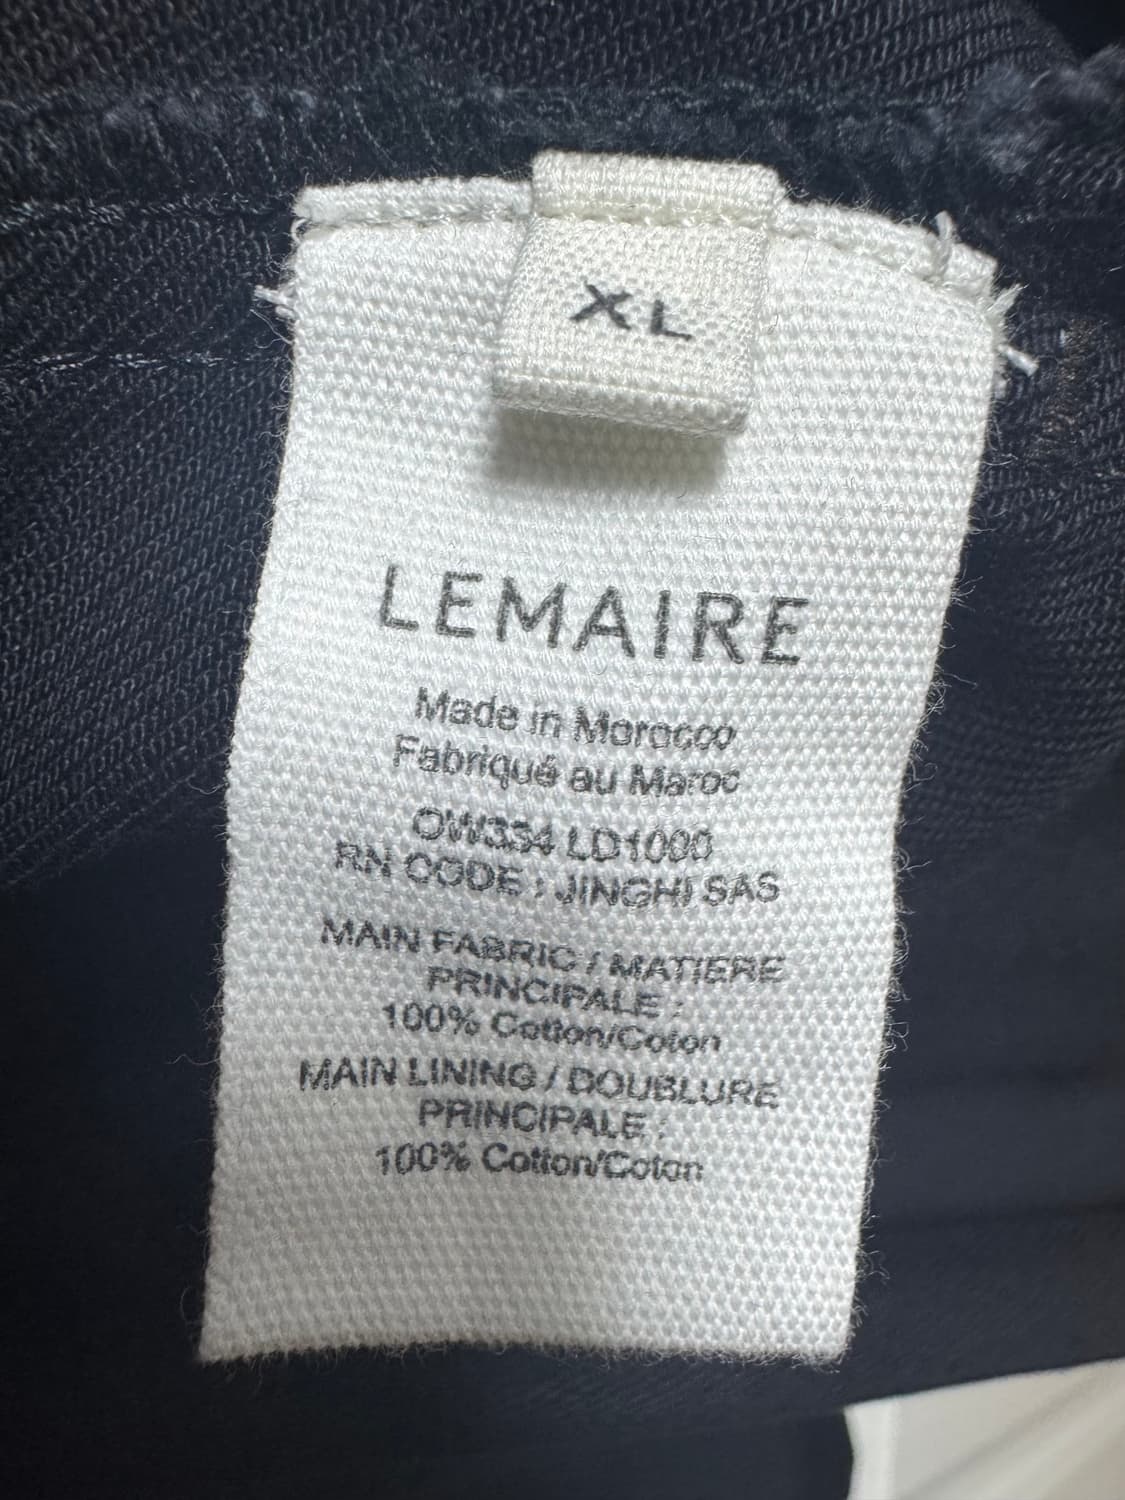 XL
LEMAIRE
Made in Morocco
Fabriqué au Maroc
OW334 LD1000
RN CODE : JINGHI SAS
MAIN FABRIC / MATIERE
PRINCIPALE :
100% Cotton/Coton
MAIN LINING / DOUBLURE
PRINCIPALE :
100% Cotton/Coton